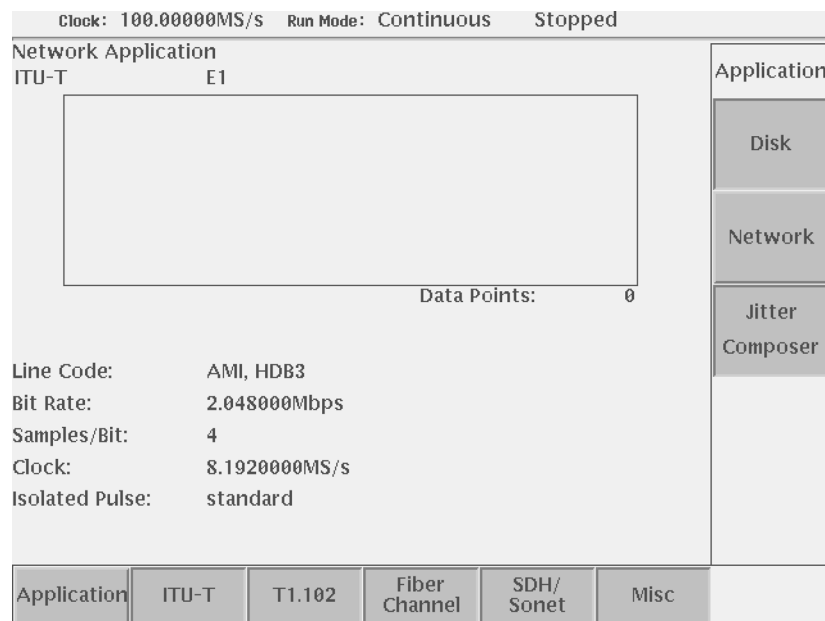 Clock: 100.00000MS/s Run Mode: Continuous Stopped
Network Application
ITU-T E1
Data Points: 0
Line Code: AMI, HDB3
Bit Rate: 2.048000Mbps
Samples/Bit: 4
Clock: 8.1920000MS/s
Isolated Pulse: standard
Application
Disk
Network
Jitter
Composer
Application ITU-T T1.102 Fiber Channel SDH/ Sonet Misc